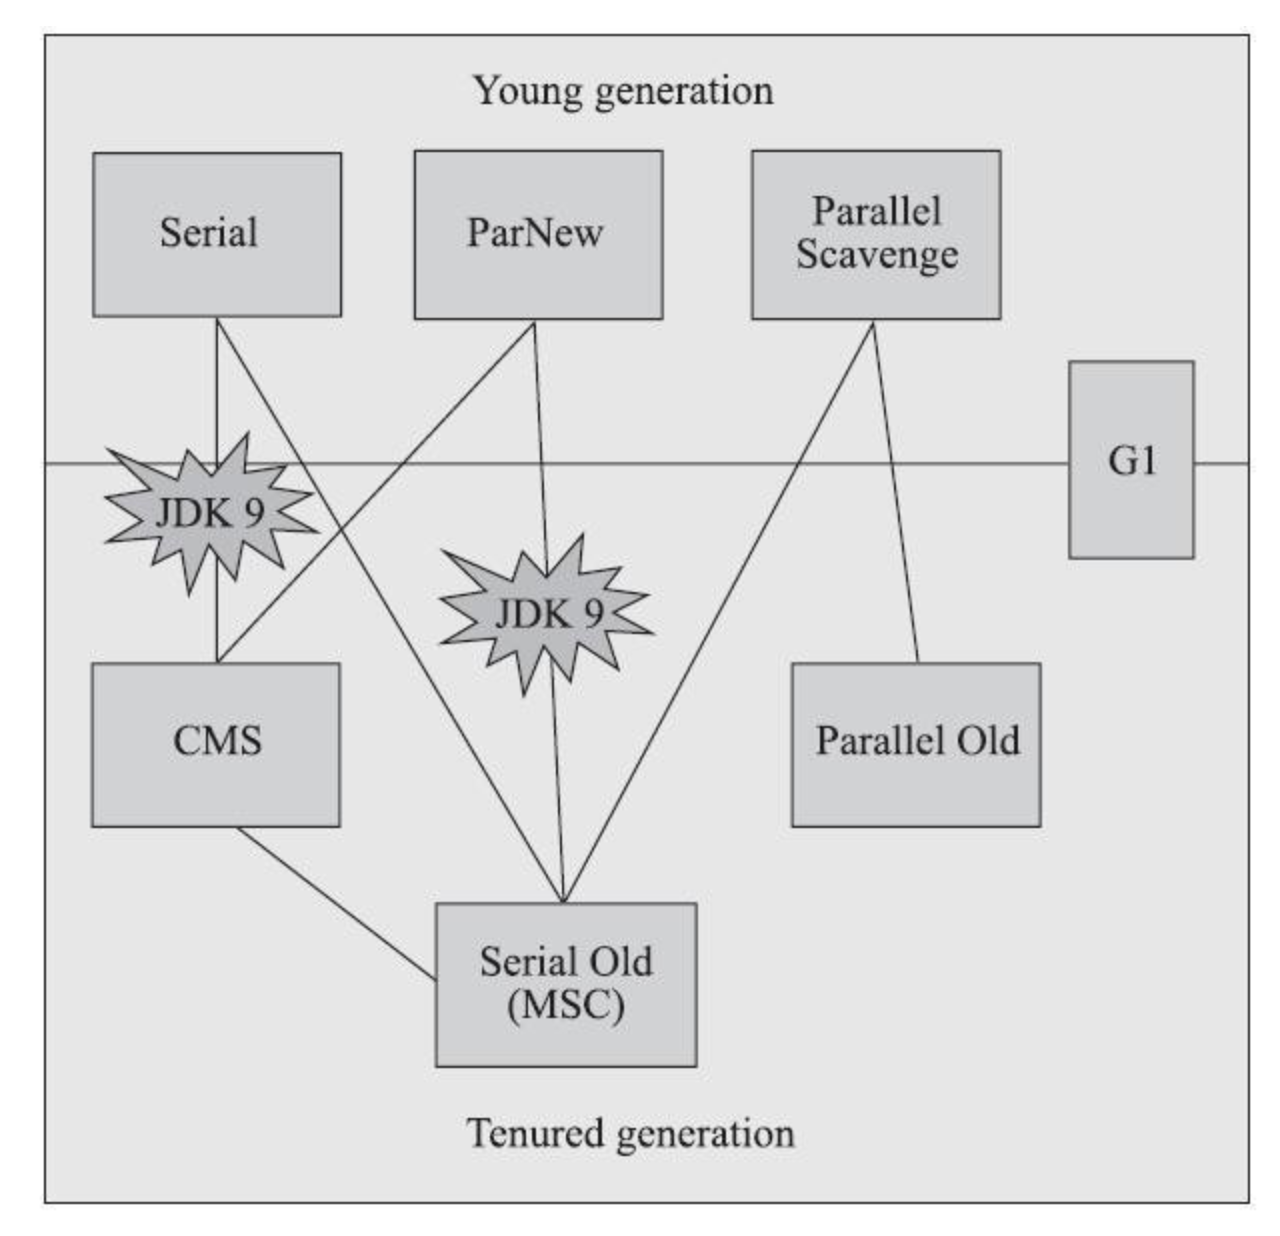 Young generation
Serial
ParNew
Parallel
Scavenge
G1
JDK 9
JDK 9
CMS
Parallel Old
Serial Old
(MSC)
Tenured generation